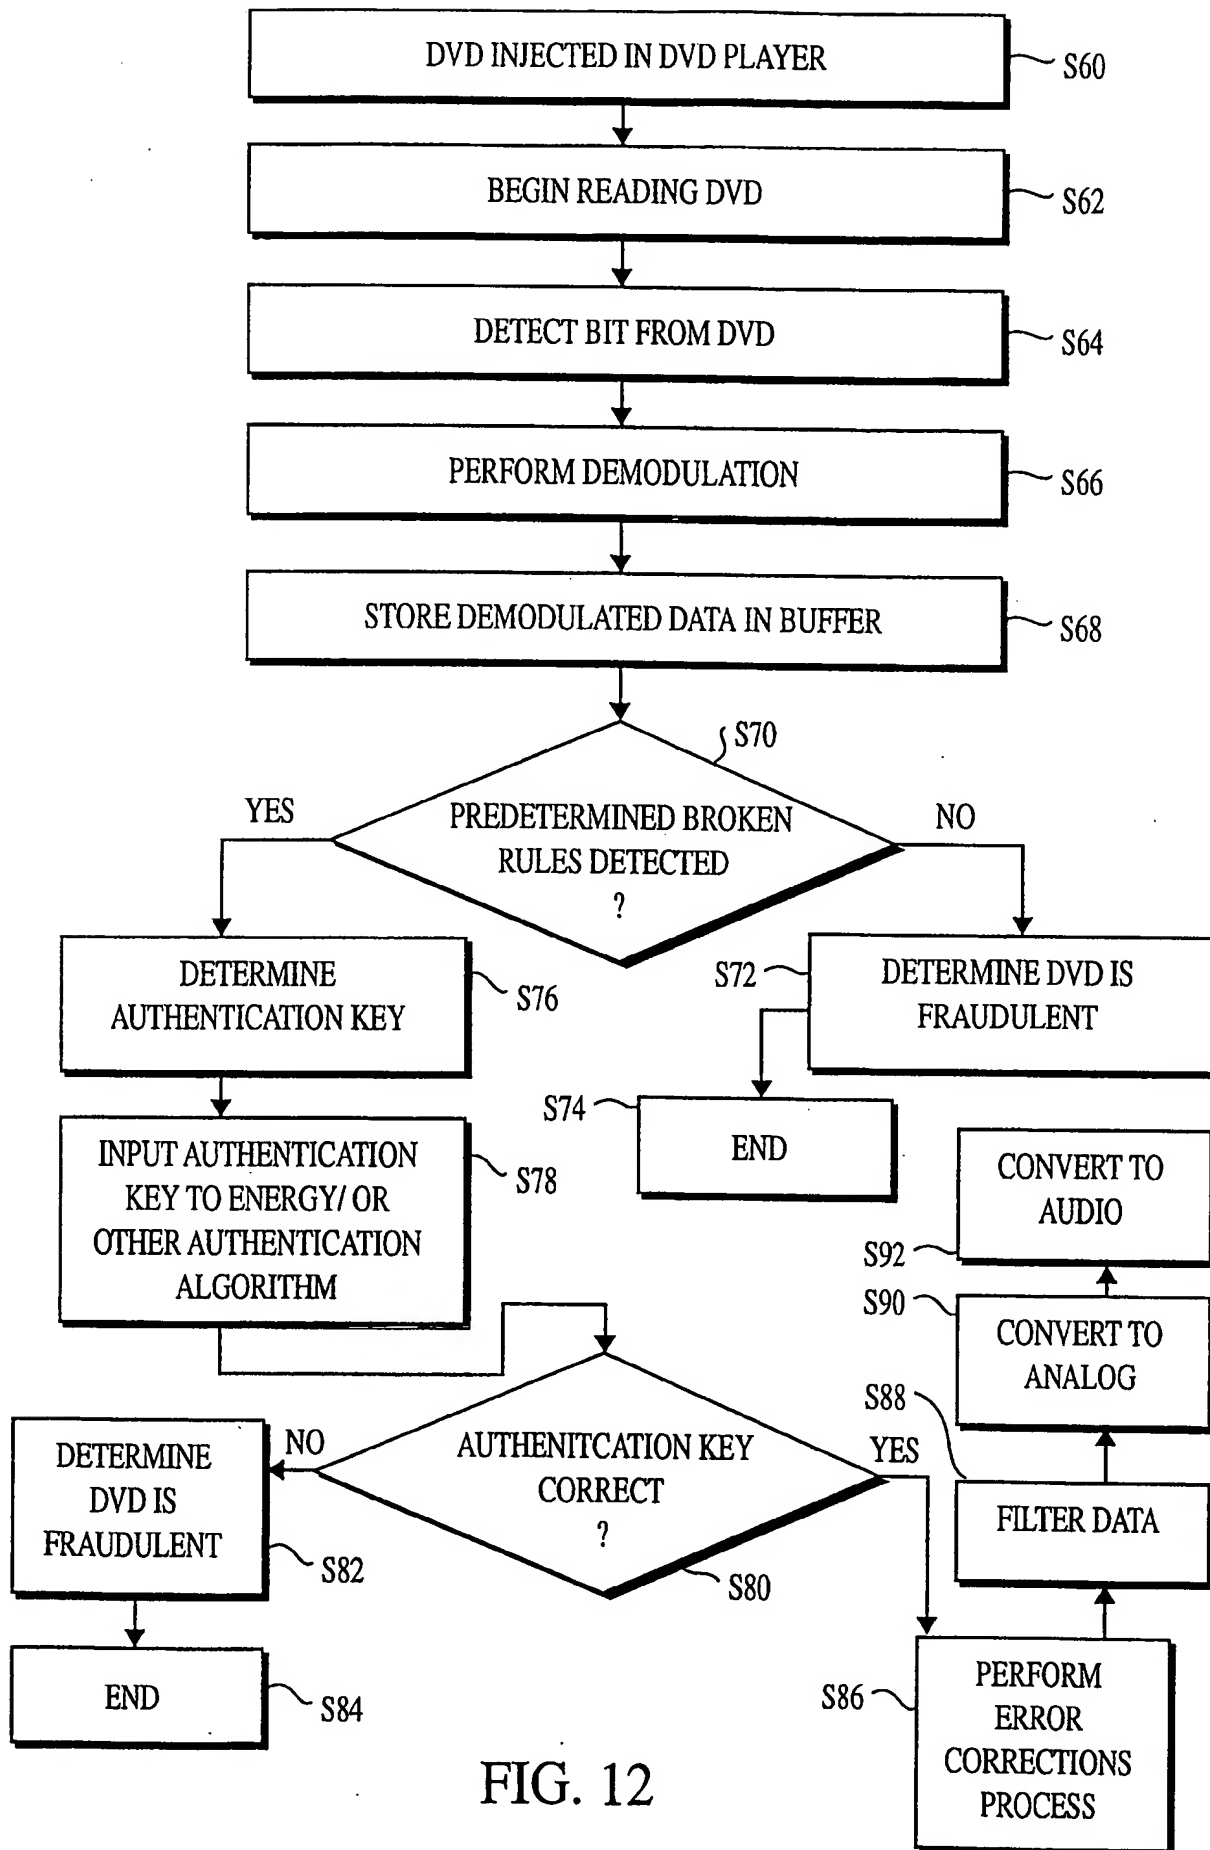 DVD INJECTED IN DVD PLAYER
S60
BEGIN READING DVD
S62
DETECT BIT FROM DVD
S64
PERFORM DEMODULATION
S66
STORE DEMODULATED DATA IN BUFFER
S68
S70
PREDETERMINED BROKEN
RULES DETECTED
?
YES
NO
DETERMINE
AUTHENTICATION KEY
S76
S72
DETERMINE DVD IS
FRAUDULENT
S74
END
INPUT AUTHENTICATION
KEY TO ENERGY/ OR
OTHER AUTHENTICATION
ALGORITHM
S78
CONVERT TO
AUDIO
S92
S90
CONVERT TO
ANALOG
S88
FILTER DATA
AUTHENITCATION KEY
CORRECT
?
S80
NO
YES
DETERMINE
DVD IS
FRAUDULENT
S82
END
S84
S86
PERFORM
ERROR
CORRECTIONS
PROCESS
FIG. 12